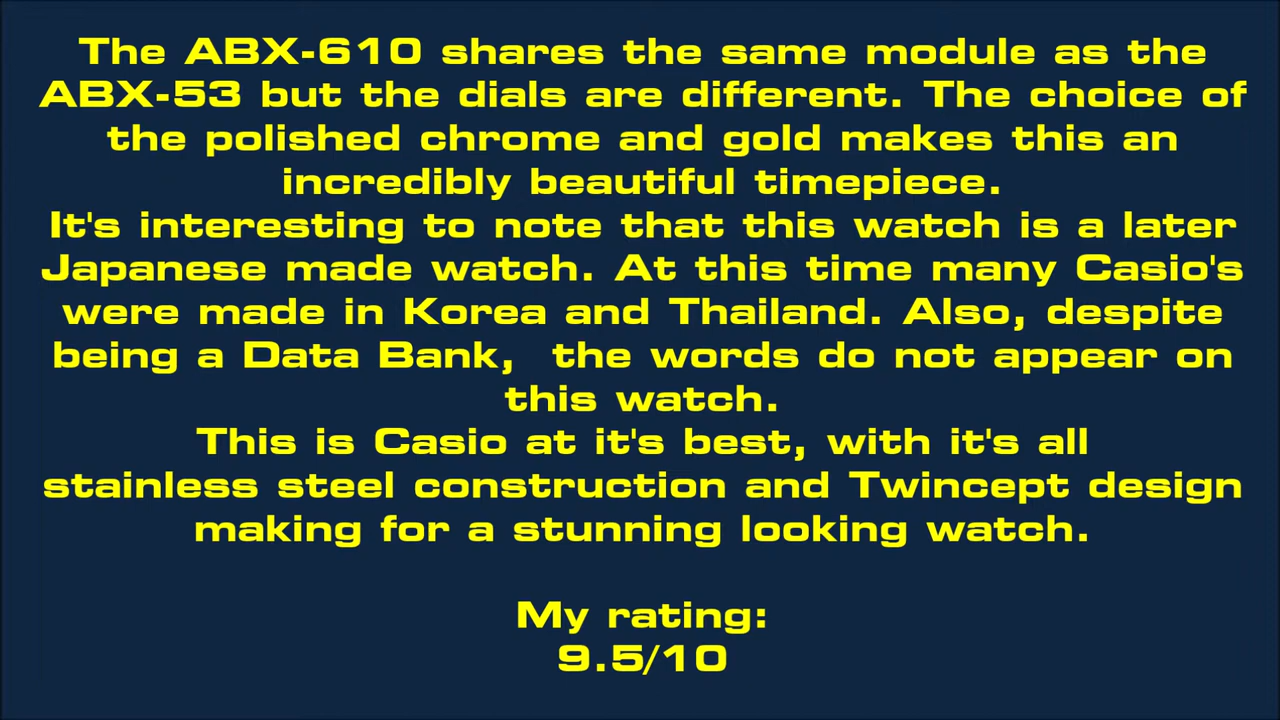 The ABX-610 shares the same module as the
ABX-53 but the dials are different. The choice of
the polished chrome and gold makes this an
incredibly beautiful timepiece.
It's interesting to note that this watch is a later
Japanese made watch. At this time many Casio's
were made in Korea and Thailand. Also, despite
being a Data Bank,  the words do not appear on
this watch.
This is Casio at it's best, with it's all
stainless steel construction and Twincept design
making for a stunning looking watch.
My rating:
9.5/10